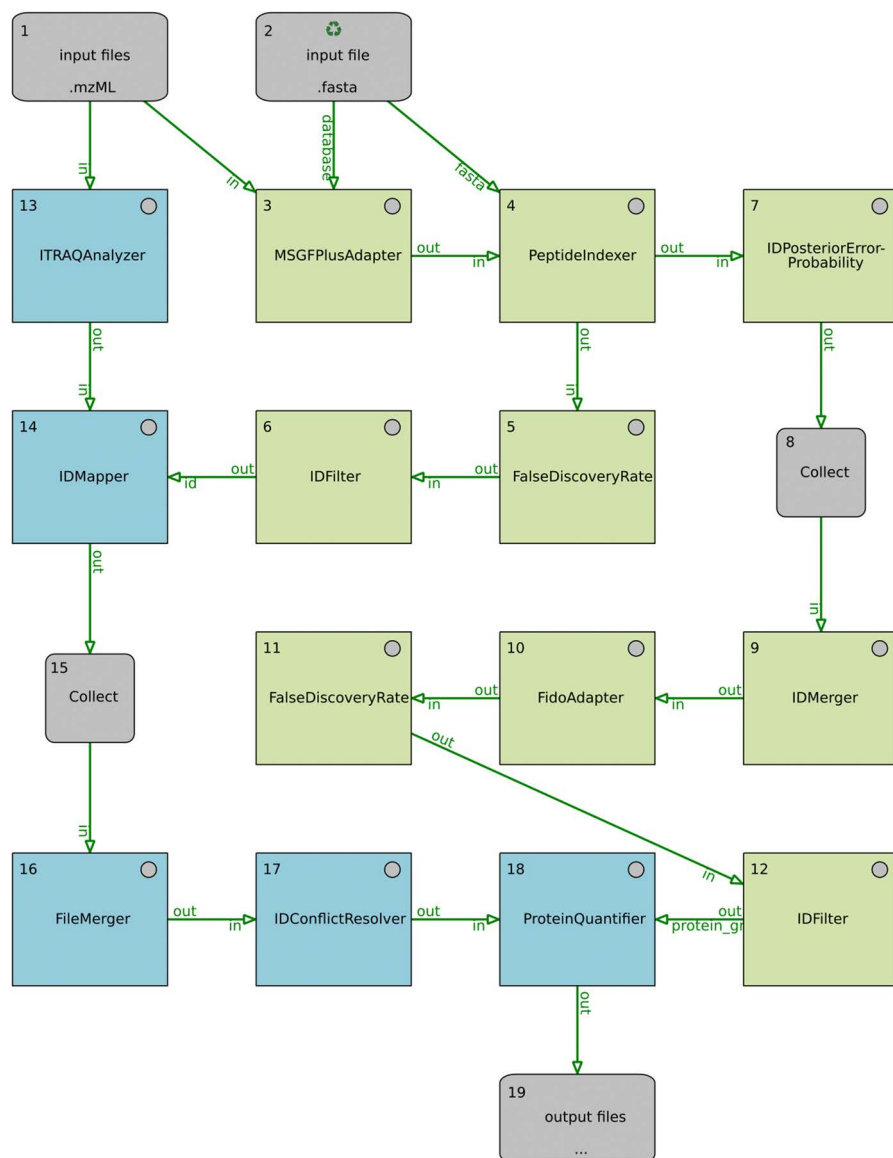 1
input files
.mzML
2
input file
.fasta
in
in
database
fasta
13
ITRAQAnalyzer
3
MSGFPlusAdapter
out
in
4
PeptideIndexer
out
in
7
IDPosteriorError-
Probability
out
in
out
in
out
14
IDMapper
out
id
6
IDFilter
out
in
5
FalseDiscoveryRate
8
Collect
out
in
15
Collect
11
FalseDiscoveryRate
out
in
10
FidoAdapter
out
in
9
IDMerger
out
in
in
16
FileMerger
out
in
17
IDConflictResolver
out
in
18
ProteinQuantifier
out
protein_gr
12
IDFilter
out
19
output files
...